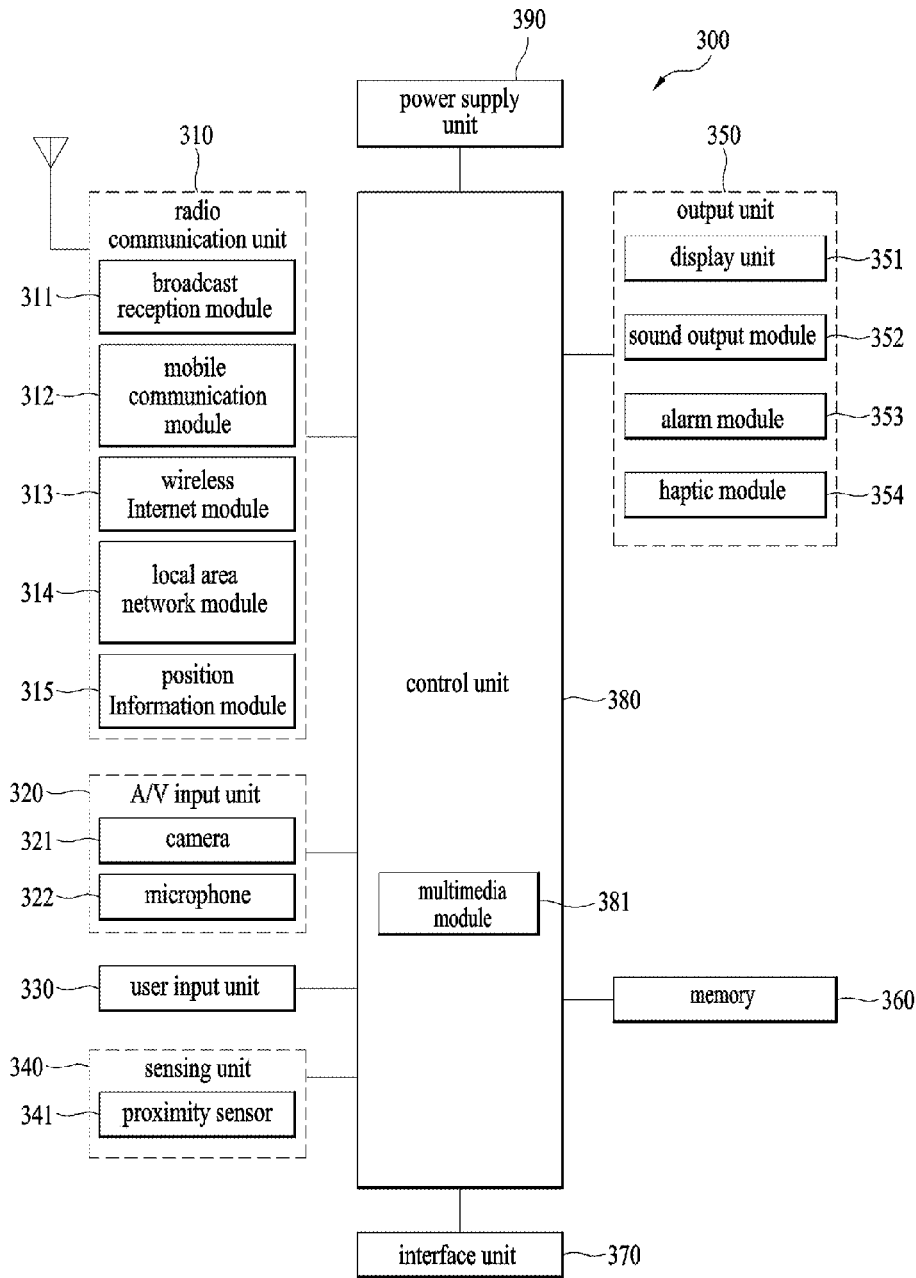 390
300
power supply
unit
310
350
radio
communication unit
output unit
display unit
351
311
broadcast
reception module
sound output module
352
312
mobile
communication
module
alarm module
353
313
wireless
Internet module
haptic module
354
314
local area
network module
315
position
Information module
control unit
380
320
A/V input unit
321
camera
322
microphone
multimedia
module
381
330
user input unit
memory
360
340
sensing unit
341
proximity sensor
interface unit
370